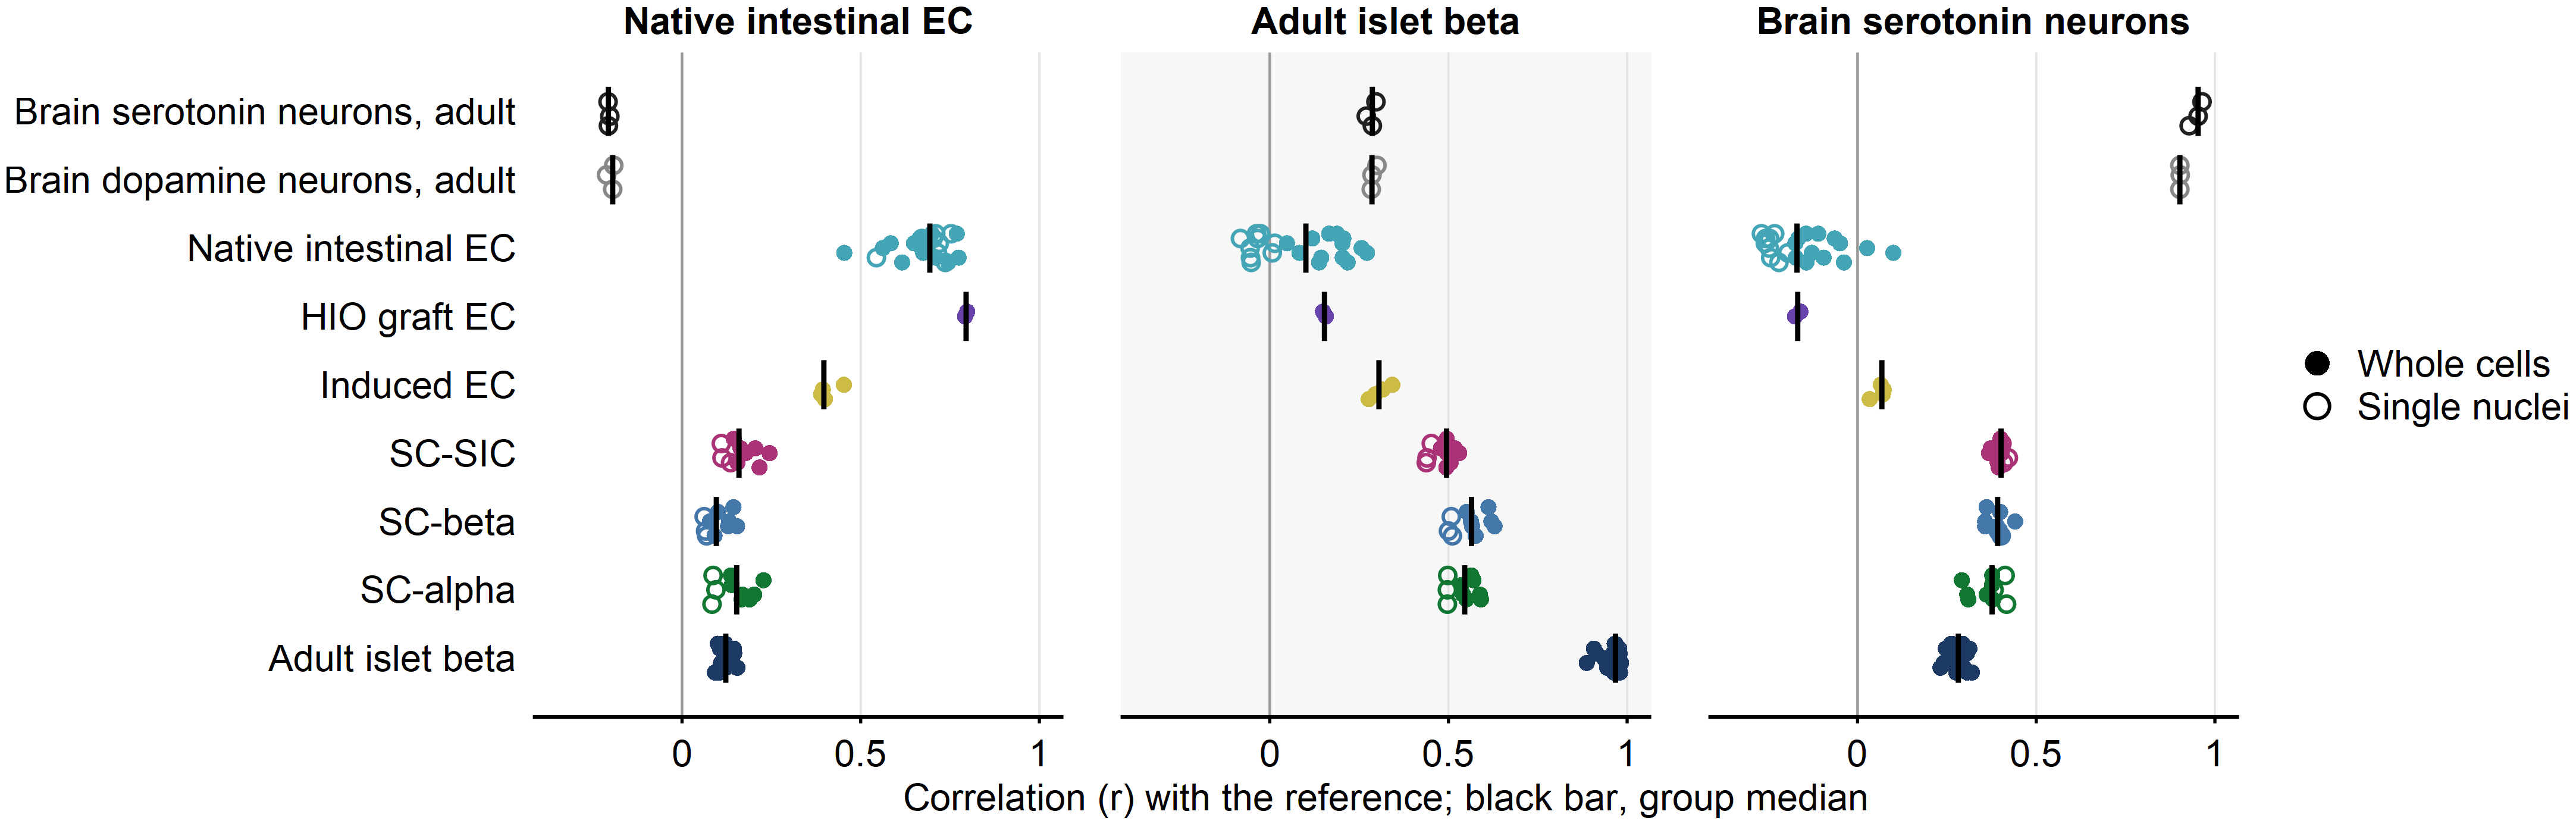 Native intestinal EC
Adult islet beta
Brain serotonin neurons
Brain serotonin neurons, adult
Brain dopamine neurons, adult
Native intestinal EC
HIO graft EC
Induced EC
SC-SIC
SC-beta
SC-alpha
Adult islet beta
Whole cells
Single nuclei
0 0.5 1
0 0.5 1
0 0.5 1
Correlation (r) with the reference; black bar, group median